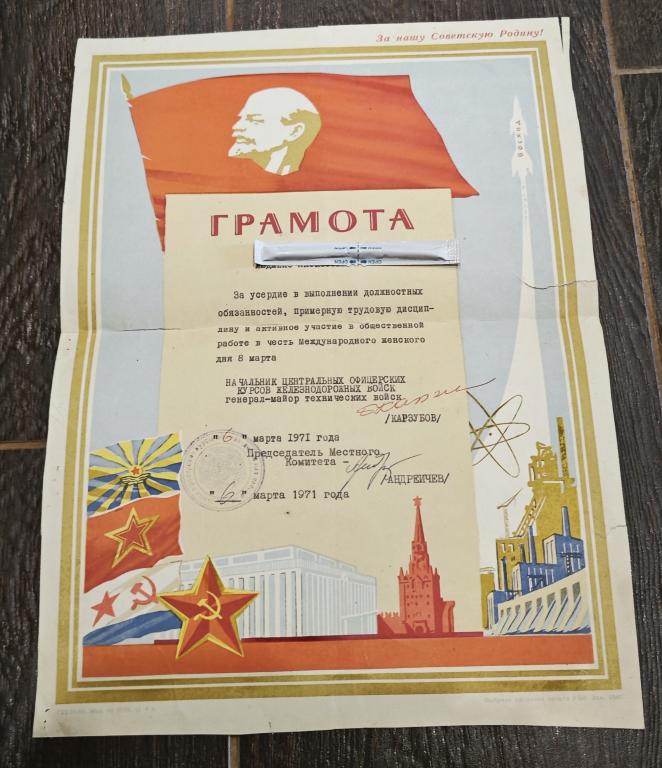 За нашу Советскую Родину!
Восход
ГРАМОТА
OPEN OPEN
За усердие в выполнении должностных
обязанностей, примерную трудовую дисцип-
лину и активное участие в общественной
работе в честь Международного женского
дня 8 марта
НАЧАЛЬНИК ЦЕНТРАЛЬНЫХ ОФИЦЕРСКИХ
КУРСОВ ЖЕЛЕЗНОДОРОЖНЫХ ВОЙСК
генерал-майор технических войск
/КАРЗУБОВ/
"6" марта 1971 года
Председатель Местного
Комитета -
/АНДРЕИЧЕВ/
"6" марта 1971 года